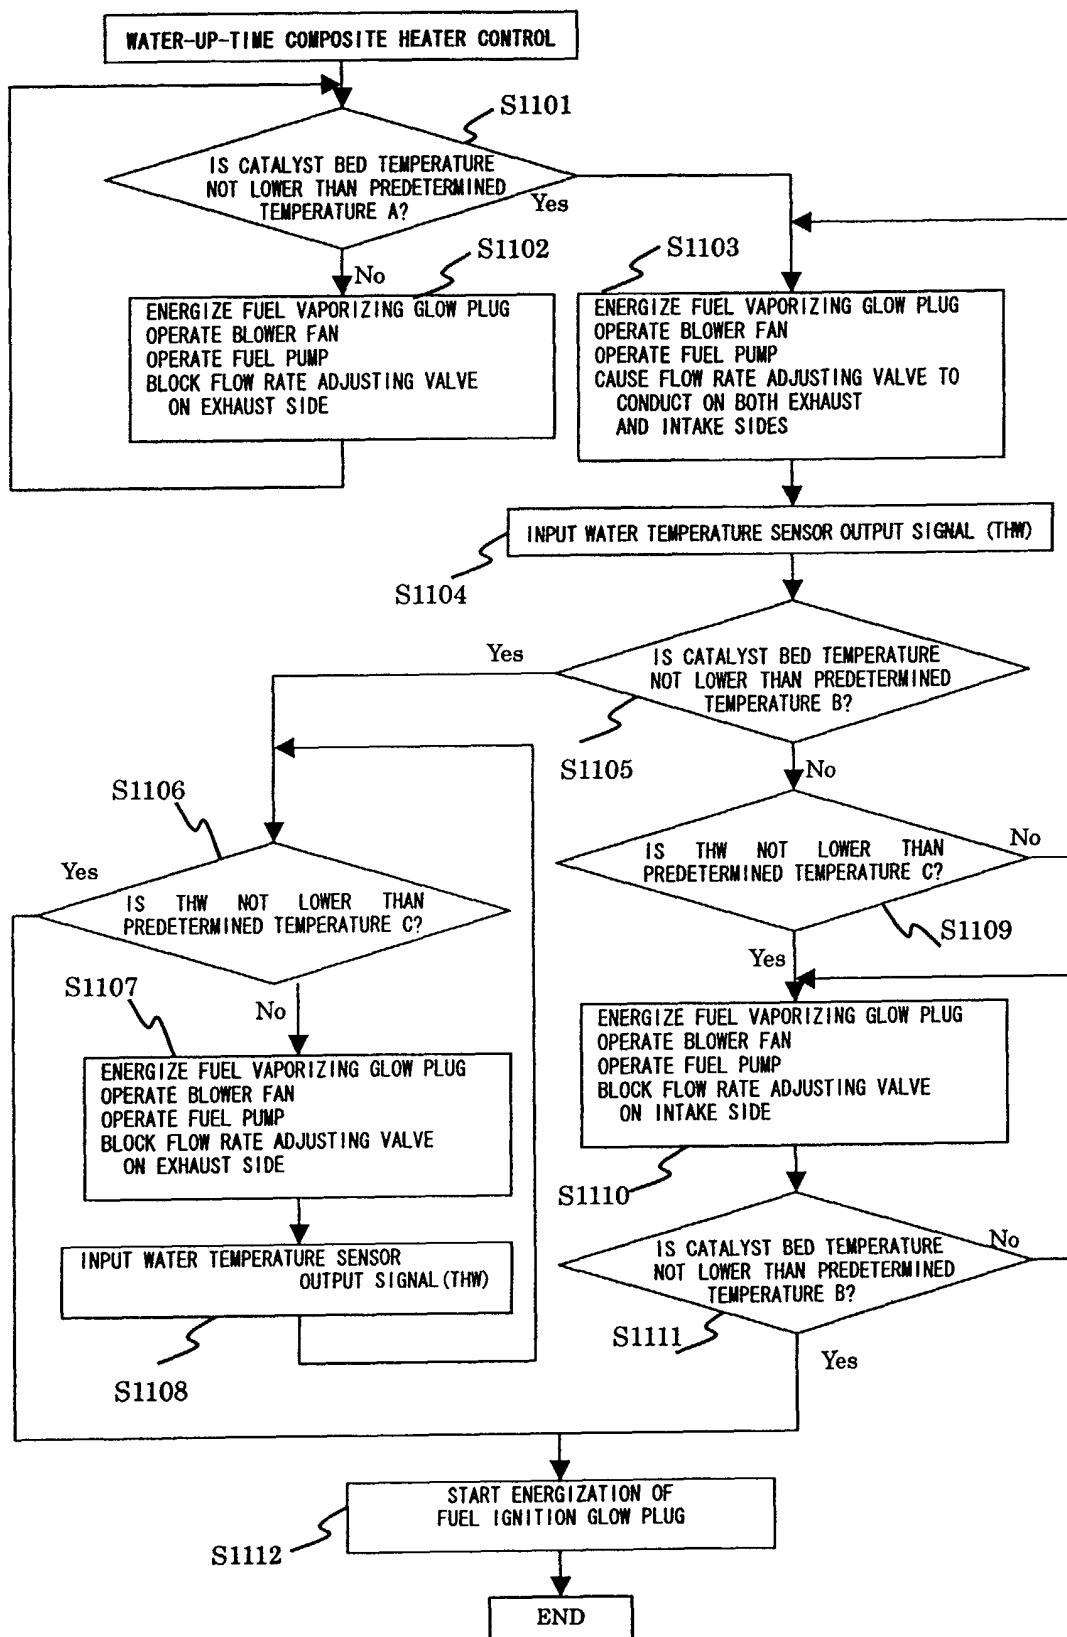 WATER-UP-TIME COMPOSITE HEATER CONTROL
S1101
IS CATALYST BED TEMPERATURE
NOT LOWER THAN PREDETERMINED
TEMPERATURE A?
Yes
No
S1102
ENERGIZE FUEL VAPORIZING GLOW PLUG
OPERATE BLOWER FAN
OPERATE FUEL PUMP
BLOCK FLOW RATE ADJUSTING VALVE
ON EXHAUST SIDE
S1103
ENERGIZE FUEL VAPORIZING GLOW PLUG
OPERATE BLOWER FAN
OPERATE FUEL PUMP
CAUSE FLOW RATE ADJUSTING VALVE TO
CONDUCT ON BOTH EXHAUST
AND INTAKE SIDES
INPUT WATER TEMPERATURE SENSOR OUTPUT SIGNAL (THW)
S1104
Yes
IS CATALYST BED TEMPERATURE
NOT LOWER THAN PREDETERMINED
TEMPERATURE B?
S1105
No
S1106
Yes
IS THW NOT LOWER THAN
PREDETERMINED TEMPERATURE C?
No
IS THW NOT LOWER THAN
PREDETERMINED TEMPERATURE C?
No
S1109
Yes
S1107
ENERGIZE FUEL VAPORIZING GLOW PLUG
OPERATE BLOWER FAN
OPERATE FUEL PUMP
BLOCK FLOW RATE ADJUSTING VALVE
ON EXHAUST SIDE
INPUT WATER TEMPERATURE SENSOR
OUTPUT SIGNAL(THW)
S1108
ENERGIZE FUEL VAPORIZING GLOW PLUG
OPERATE BLOWER FAN
OPERATE FUEL PUMP
BLOCK FLOW RATE ADJUSTING VALVE
ON INTAKE SIDE
S1110
IS CATALYST BED TEMPERATURE
NOT LOWER THAN PREDETERMINED
TEMPERATURE B?
No
S1111
Yes
START ENERGIZATION OF
FUEL IGNITION GLOW PLUG
S1112
END